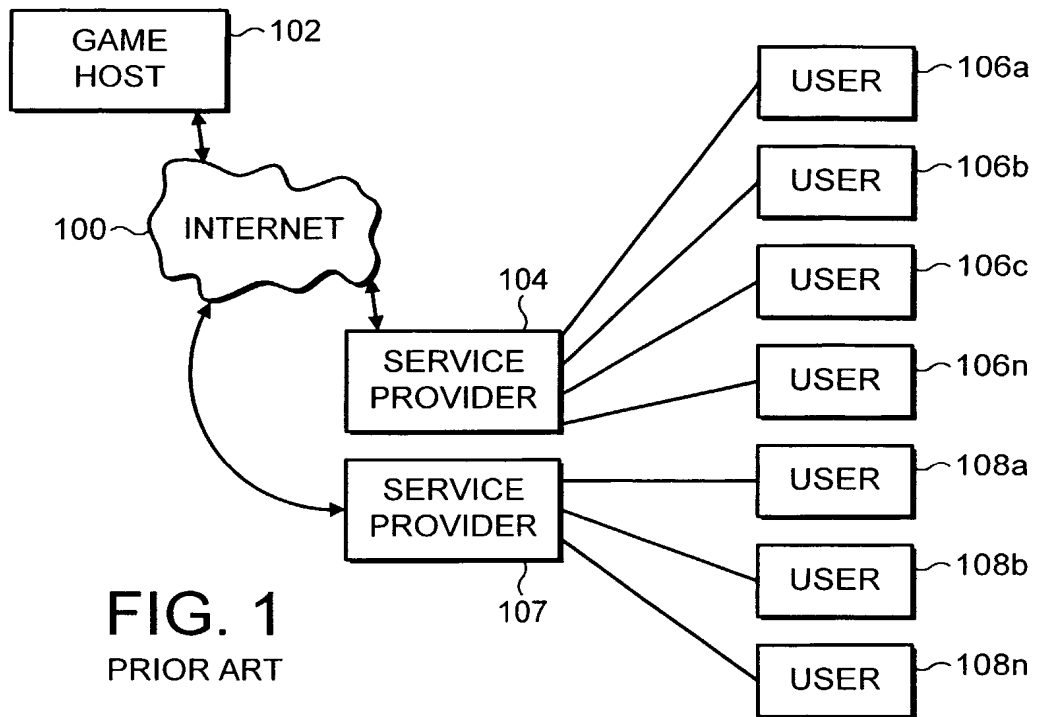 GAME
HOST
102
USER
106a
USER
106b
100
INTERNET
USER
106c
104
SERVICE
PROVIDER
USER
106n
SERVICE
PROVIDER
USER
108a
107
USER
108b
FIG. 1
PRIOR ART
USER
108n